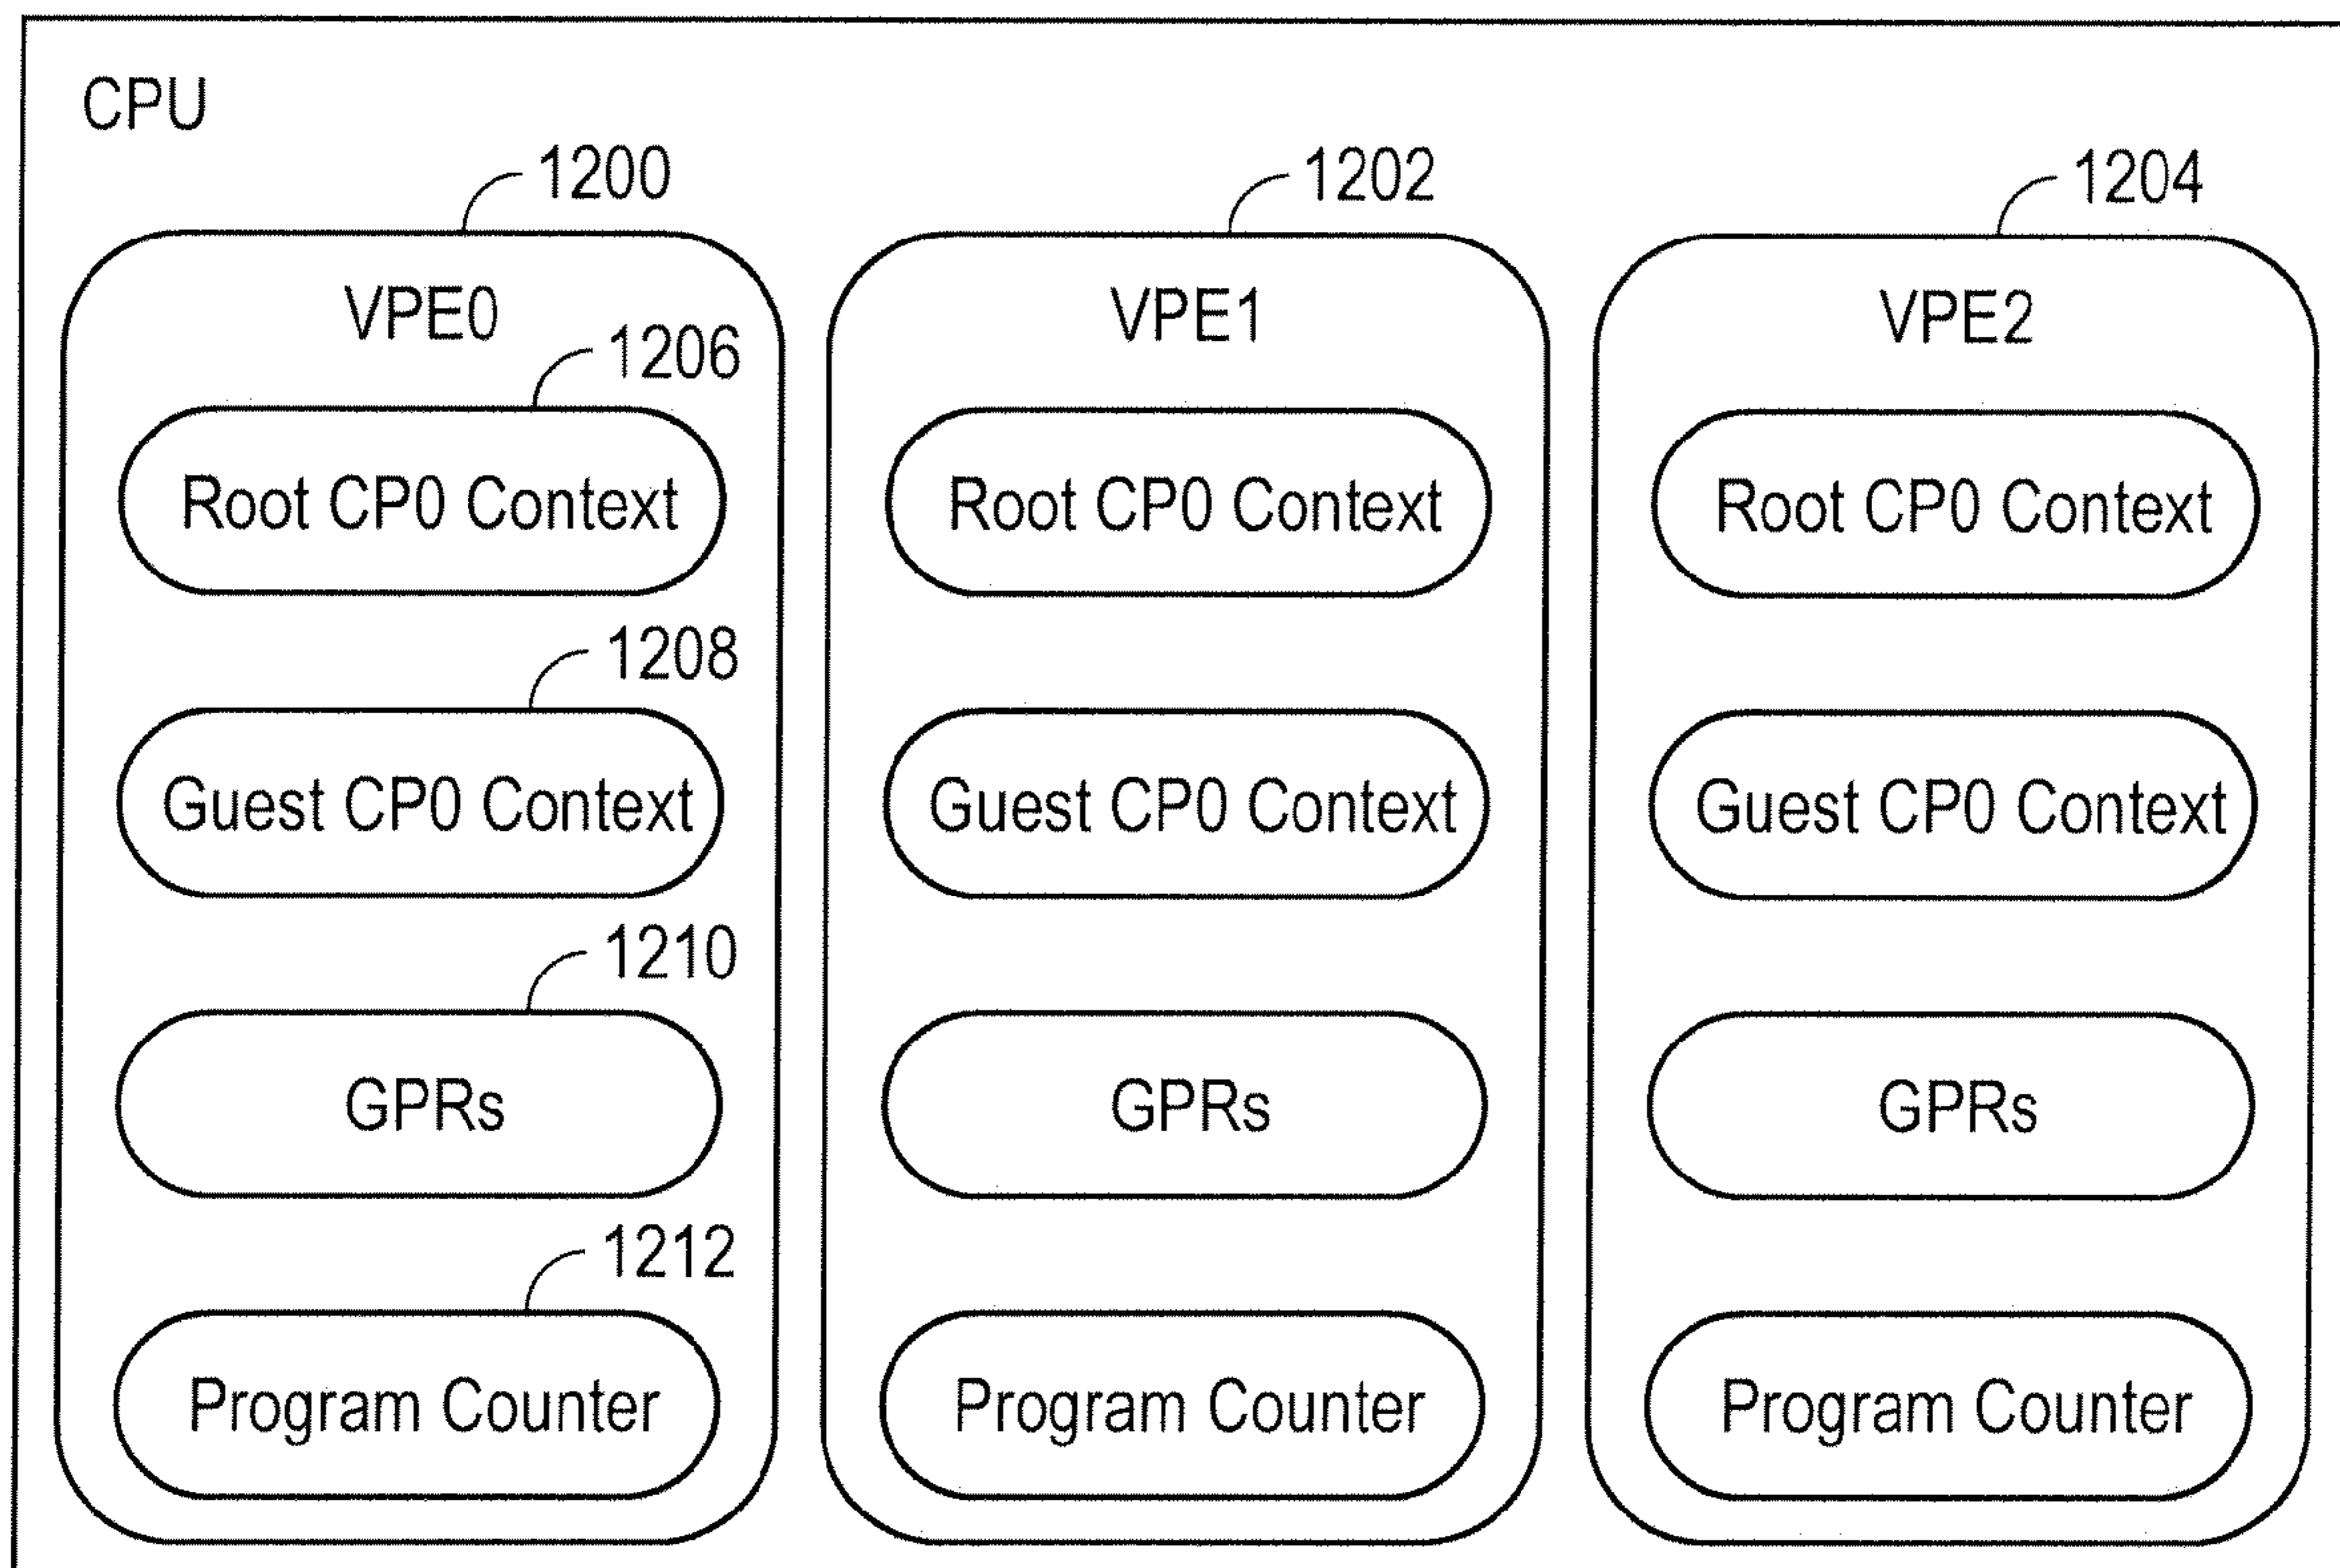 CPU
1200
1202
1204
VPE0
VPE1
VPE2
1206
Root CP0 Context
Root CP0 Context
Root CP0 Context
1208
Guest CP0 Context
Guest CP0 Context
Guest CP0 Context
1210
GPRs
GPRs
GPRs
1212
Program Counter
Program Counter
Program Counter